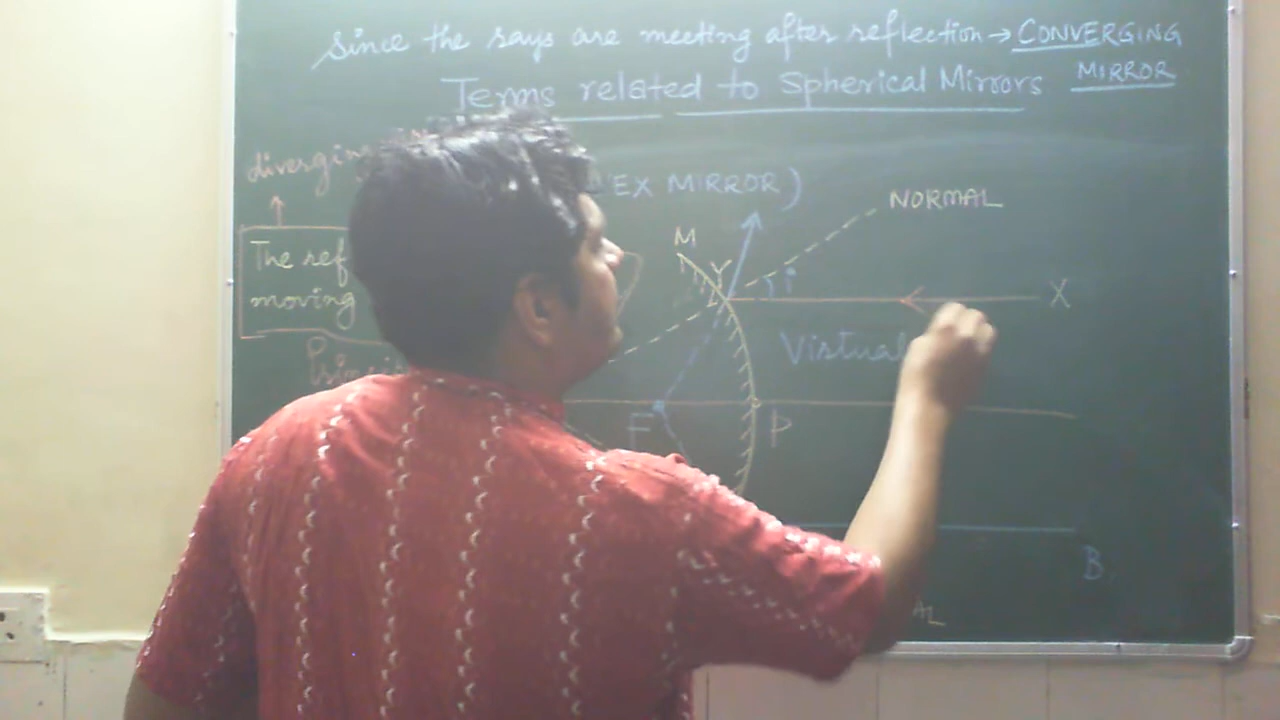 Since the rays are meeting after reflection → CONVERGING
MIRROR
Terms related to Spherical Mirrors
diverging
EX MIRROR)
NORMAL
M
The ref
moving
Y
i
X
Virtual
F
P
B
AL